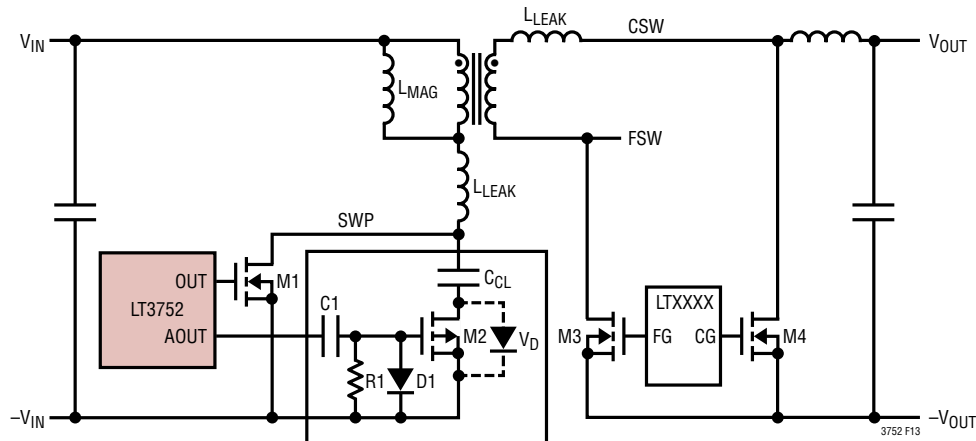 LLEAK
CSW
VIN
VOUT
LMAG
FSW
LLEAK
SWP
CCL
OUT
M1
C1
LTXXXX
LT3752
M2
VD
M3
FG
CG
M4
AOUT
R1
D1
–VIN
–VOUT
3752 F13